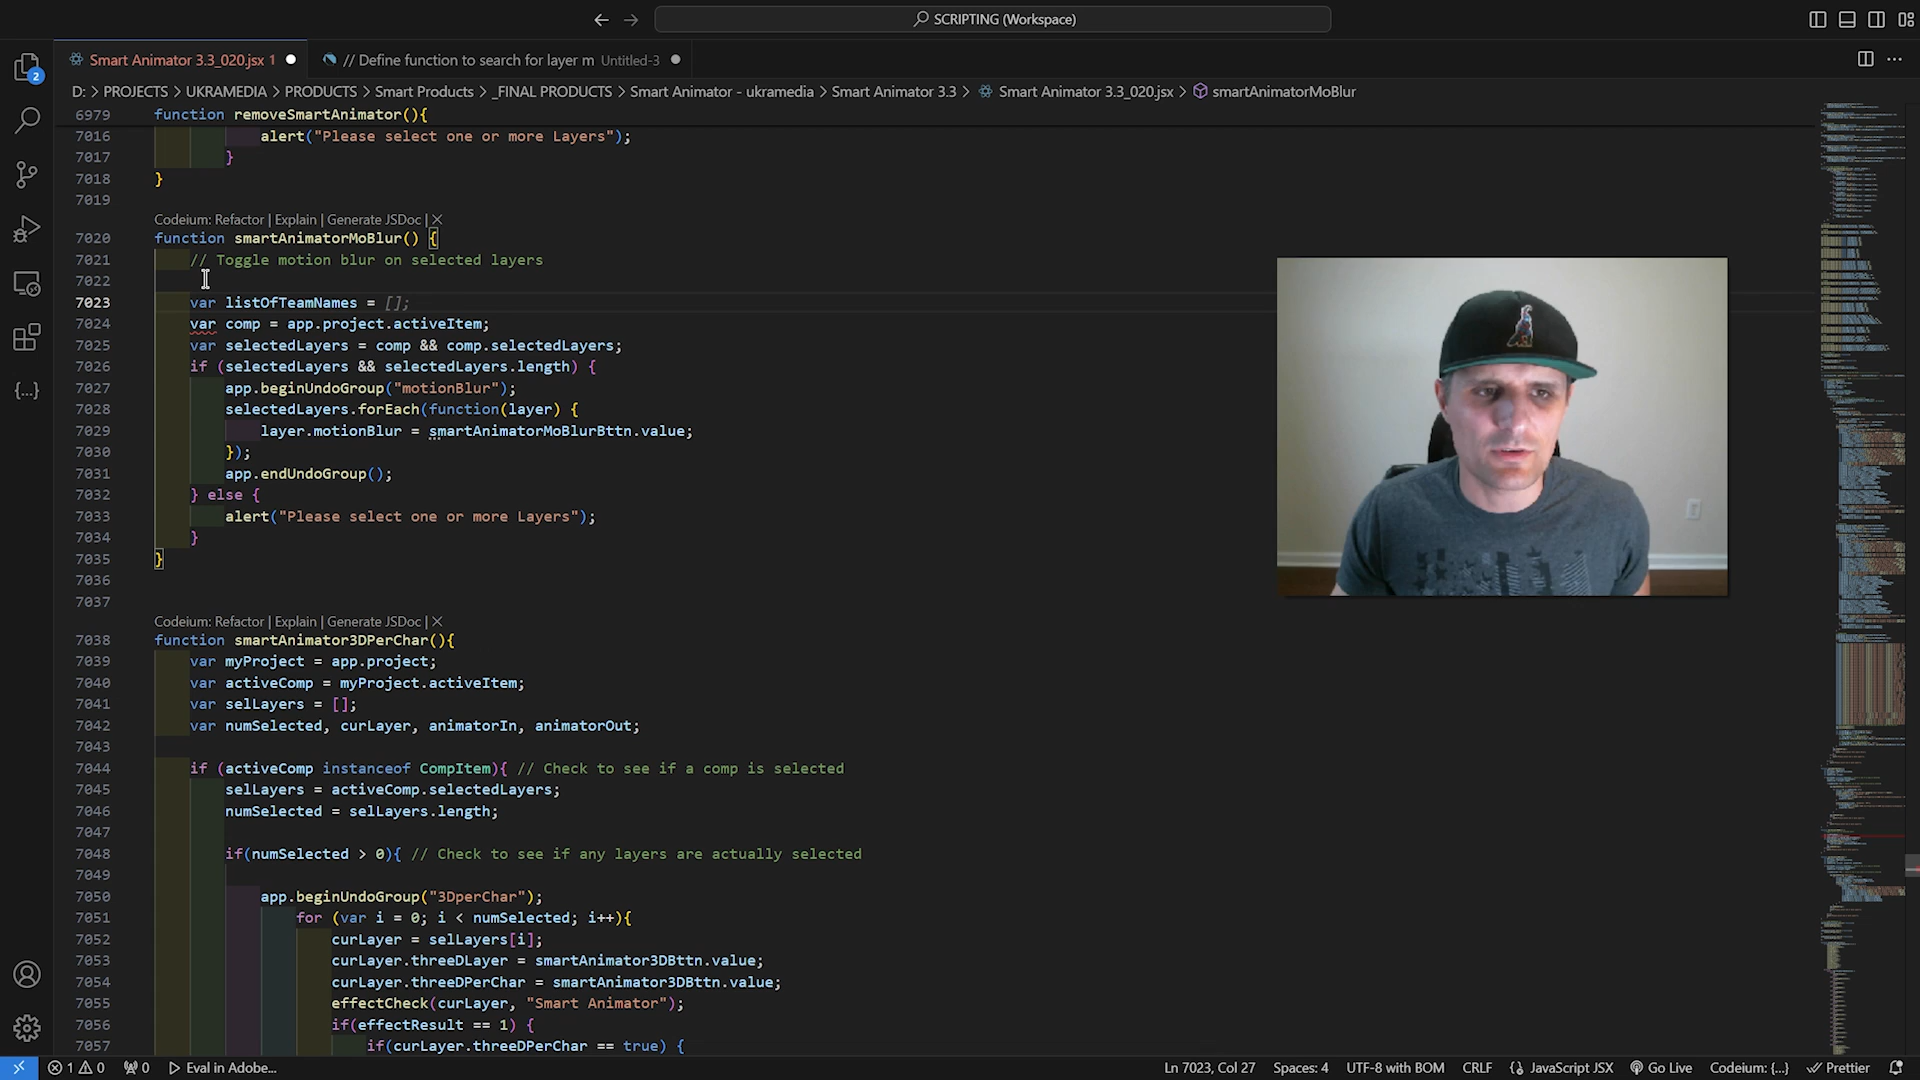 SCRIPTING (Workspace)
Smart Animator 3.3_020.jsx 1
// Define function to search for layer m Untitled-3
2
D: > PROJECTS > UKRAMEDIA > PRODUCTS > Smart Products > _FINAL PRODUCTS > Smart Animator - ukramedia > Smart Animator 3.3 > Smart Animator 3.3_020.jsx > smartAnimatorMoBlur
6979 function removeSmartAnimator(){
7016 alert("Please select one or more Layers");
7017 }
7018 }
7019
Codeium: Refactor | Explain | Generate JSDoc | X
7020 function smartAnimatorMoBlur() {
7021 // Toggle motion blur on selected layers
7022
7023 var listOfTeamNames = [];
7024 var comp = app.project.activeItem;
7025 var selectedLayers = comp && comp.selectedLayers;
7026 if (selectedLayers && selectedLayers.length) {
7027 app.beginUndoGroup("motionBlur");
7028 selectedLayers.forEach(function(layer) {
7029 layer.motionBlur = smartAnimatorMoBlurBttn.value;
7030 });
7031 app.endUndoGroup();
7032 } else {
7033 alert("Please select one or more Layers");
7034 }
7035 }
7036
7037
Codeium: Refactor | Explain | Generate JSDoc | X
7038 function smartAnimator3DPerChar(){
7039 var myProject = app.project;
7040 var activeComp = myProject.activeItem;
7041 var selLayers = [];
7042 var numSelected, curLayer, animatorIn, animatorOut;
7043
7044 if (activeComp instanceof CompItem){ // Check to see if a comp is selected
7045 selLayers = activeComp.selectedLayers;
7046 numSelected = selLayers.length;
7047
7048 if(numSelected > 0){ // Check to see if any layers are actually selected
7049
7050 app.beginUndoGroup("3DperChar");
7051 for (var i = 0; i < numSelected; i++){
7052 curLayer = selLayers[i];
7053 curLayer.threeDLayer = smartAnimator3DBttn.value;
7054 curLayer.threeDPerChar = smartAnimator3DBttn.value;
7055 effectCheck(curLayer, "Smart Animator");
7056 if(effectResult == 1) {
7057 if(curLayer.threeDPerChar == true) {
1 0 0 Eval in Adobe... Ln 7023, Col 27 Spaces: 4 UTF-8 with BOM CRLF {} JavaScript JSX Go Live Codeium: {...} Prettier